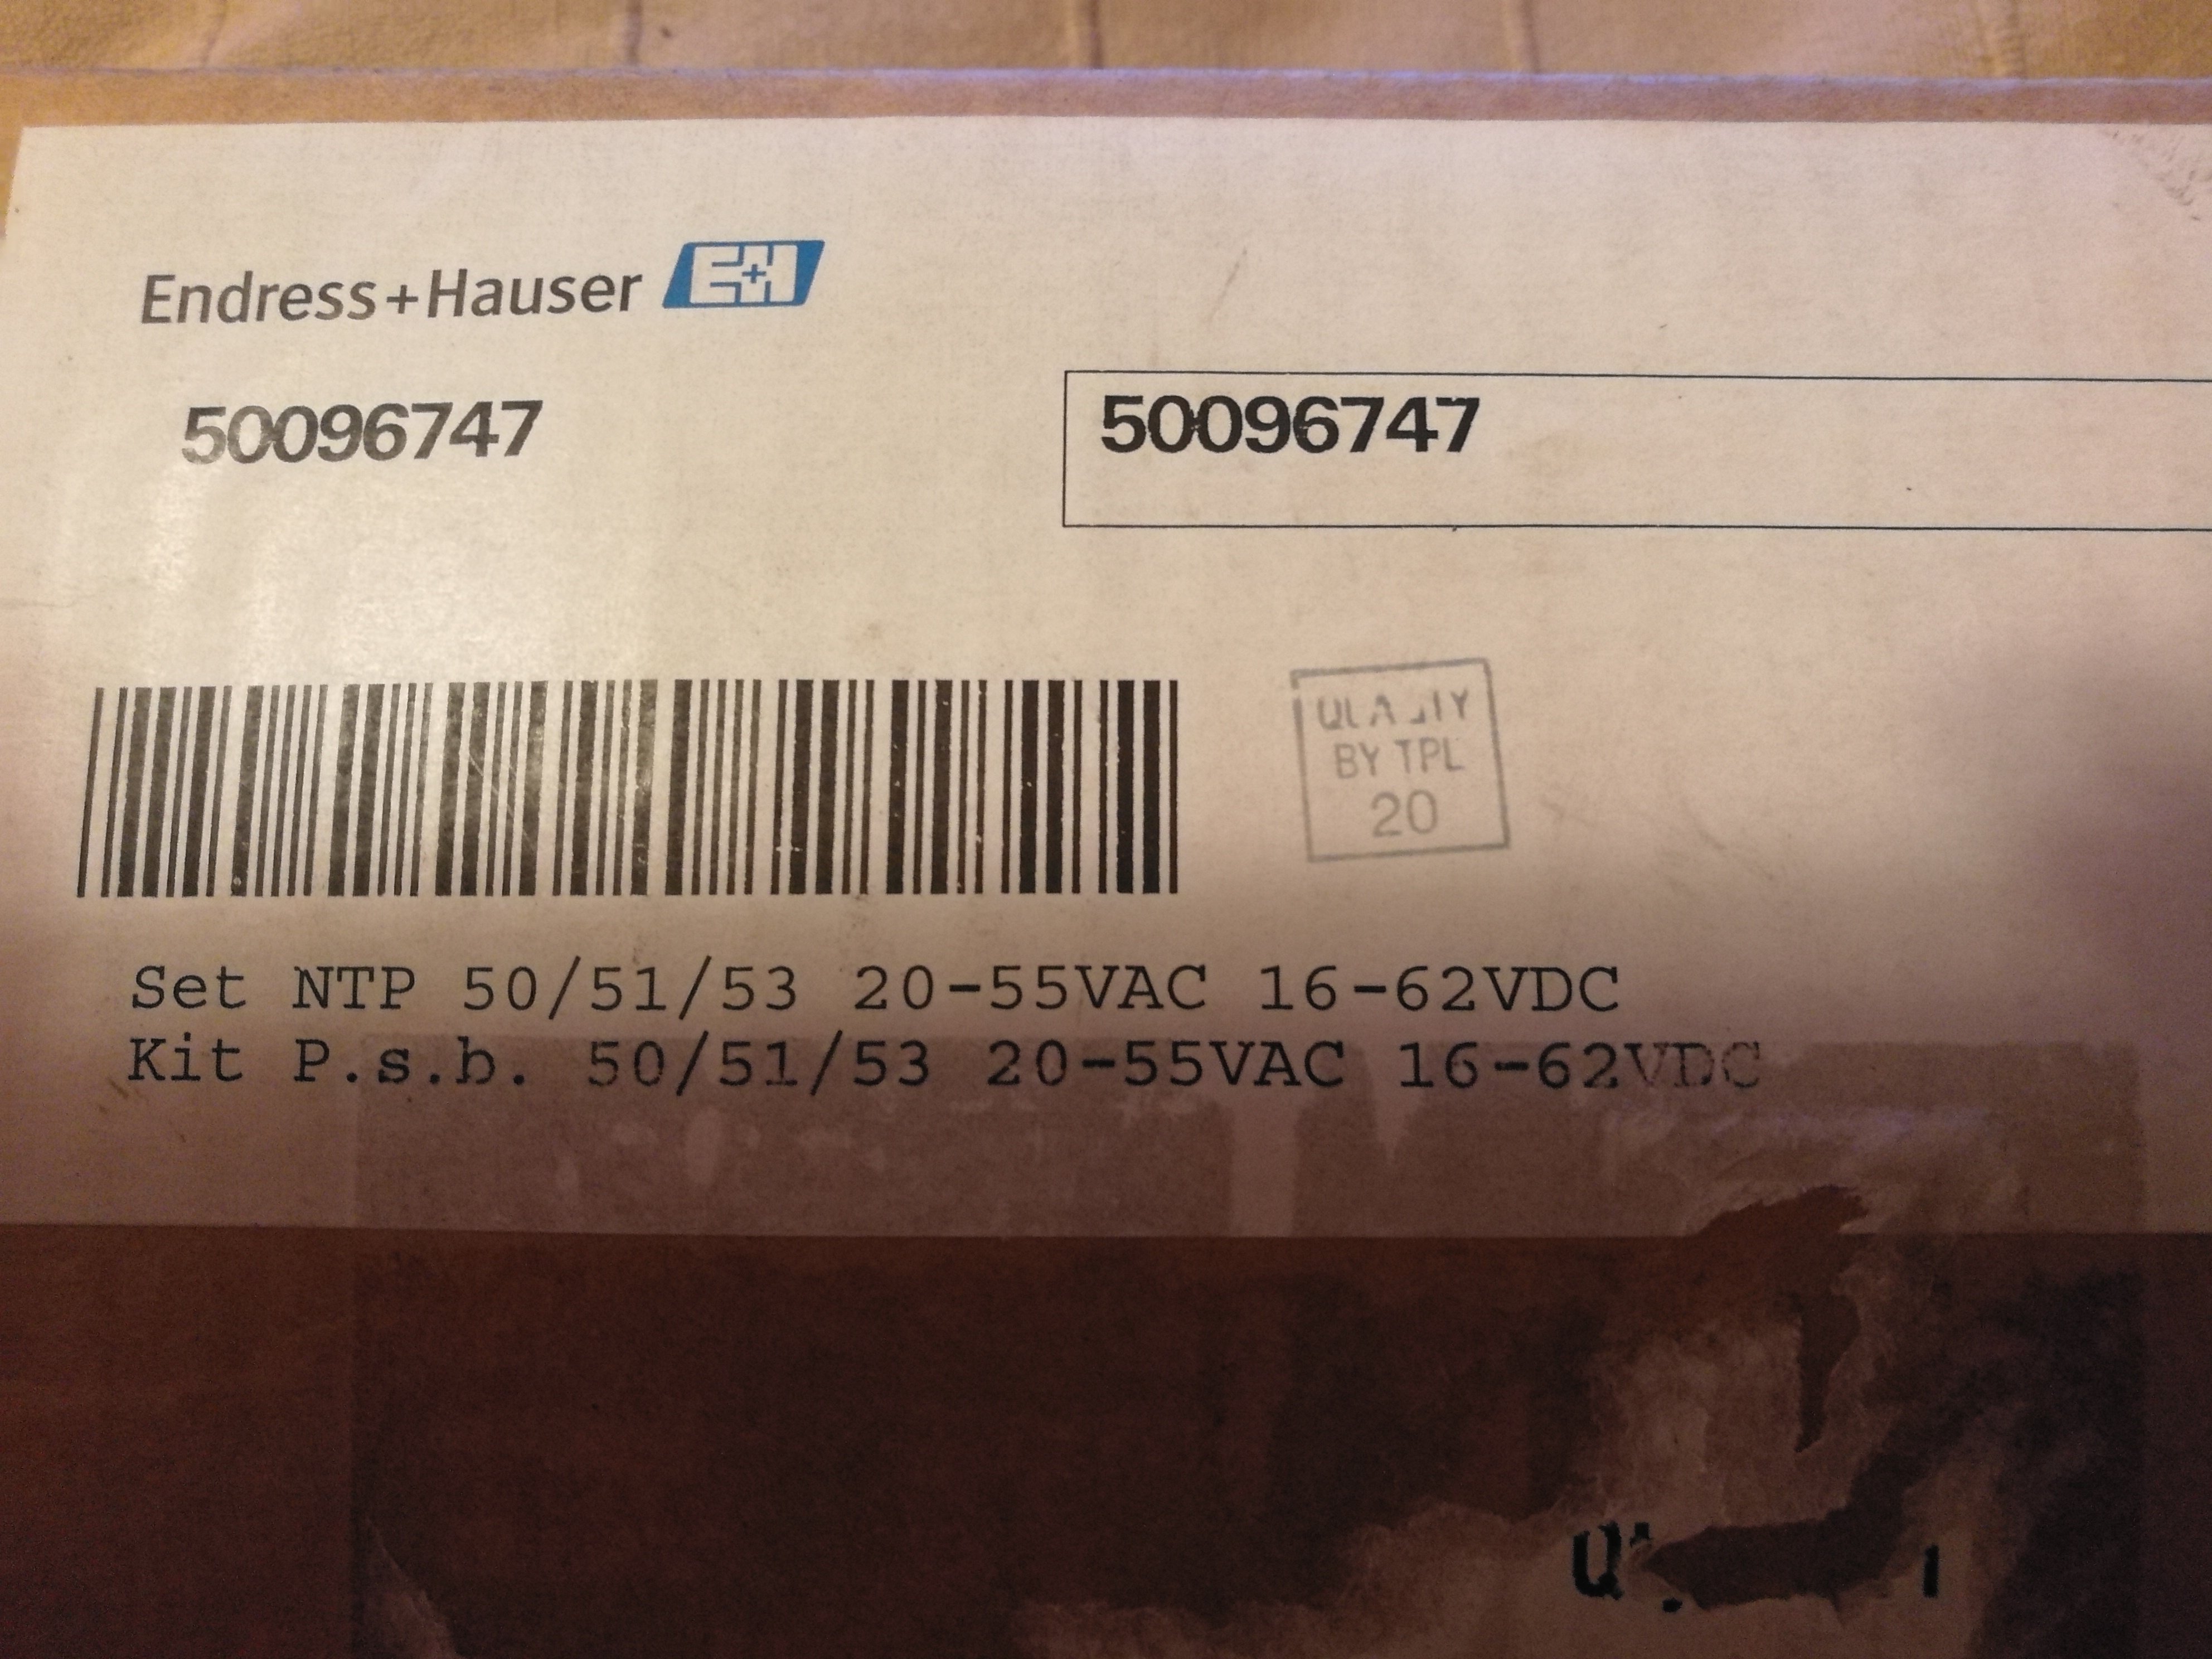 Endress+Hauser E+H
50096747
50096747
QUALITY
BY TPL
20
Set NTP 50/51/53 20-55VAC 16-62VDC
Kit P.s.b. 50/51/53 20-55VAC 16-62VDC